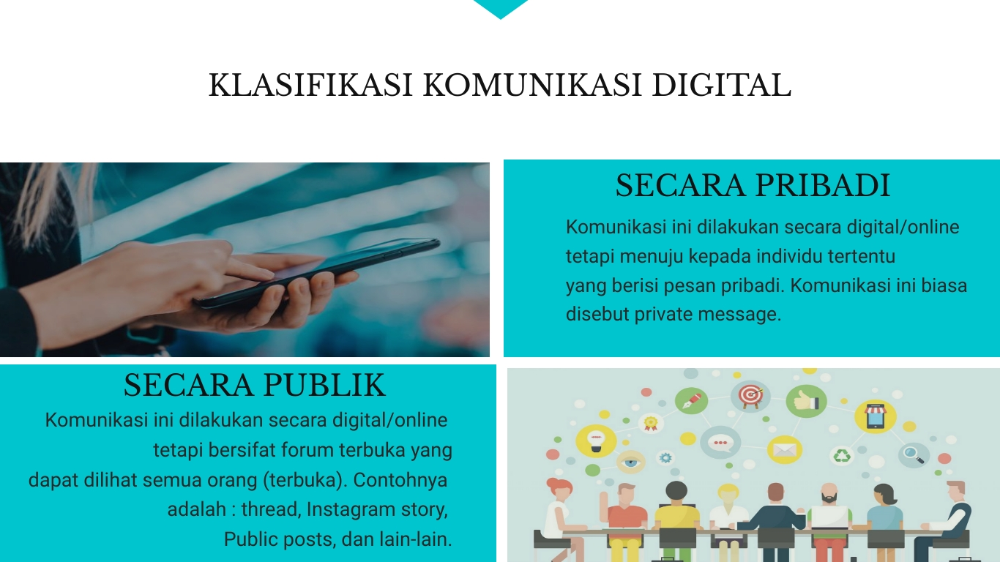 KLASIFIKASI KOMUNIKASI DIGITAL
SECARA PRIBADI
Komunikasi ini dilakukan secara digital/online
tetapi menuju kepada individu tertentu
yang berisi pesan pribadi. Komunikasi ini biasa
disebut private message.
SECARA PUBLIK
Komunikasi ini dilakukan secara digital/online
tetapi bersifat forum terbuka yang
dapat dilihat semua orang (terbuka). Contohnya
adalah : thread, Instagram story,
Public posts, dan lain-lain.